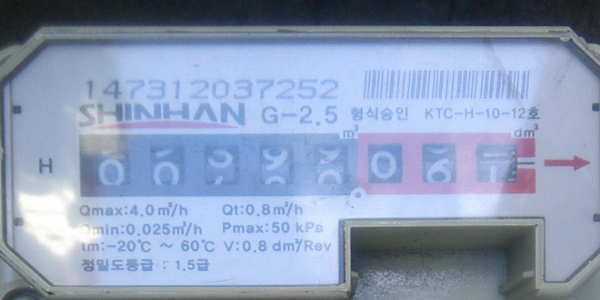 147312037252
SHINHAN G-2.5 형식승인 KTC-H-10-12호
m³ dm³
H
Qmax:4.0㎥/h Qt:0.8㎥/h
Qmin:0.025㎥/h Pmax:50 kPa
tm:-20℃ ~ 60℃ V:0.8 dm³/Rev
정밀도등급 : 1.5급